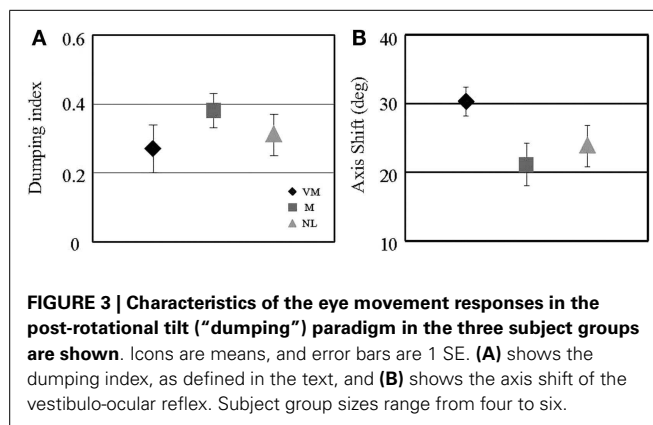 A
B
0.6
0.4
0.2
0
Dumping index
VM
M
NL
40
30
20
10
Axis Shift (deg)
FIGURE 3 | Characteristics of the eye movement responses in the
post-rotational tilt (“dumping”) paradigm in the three subject groups
are shown. Icons are means, and error bars are 1 SE. (A) shows the
dumping index, as defined in the text, and (B) shows the axis shift of the
vestibulo-ocular reflex. Subject group sizes range from four to six.